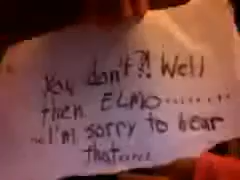 You don't?! Well
then ELMO........
..I'm sorry to hear
that.....